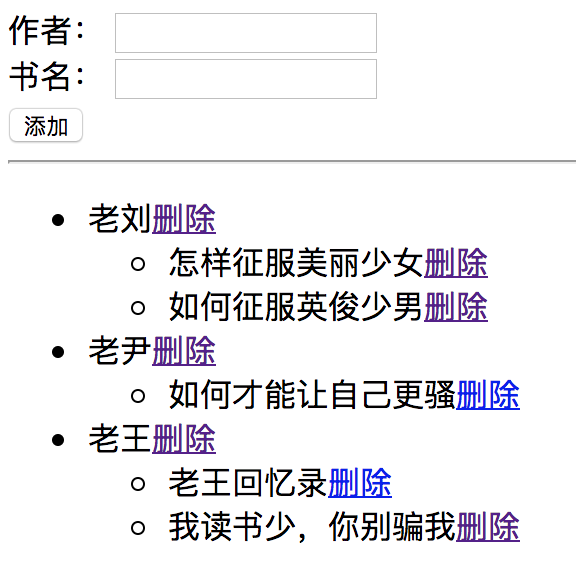 作者：
书名：
添加
老刘删除
怎样征服美丽少女删除
如何征服英俊少男删除
老尹删除
如何才能让自己更骚删除
老王删除
老王回忆录删除
我读书少，你别骗我删除